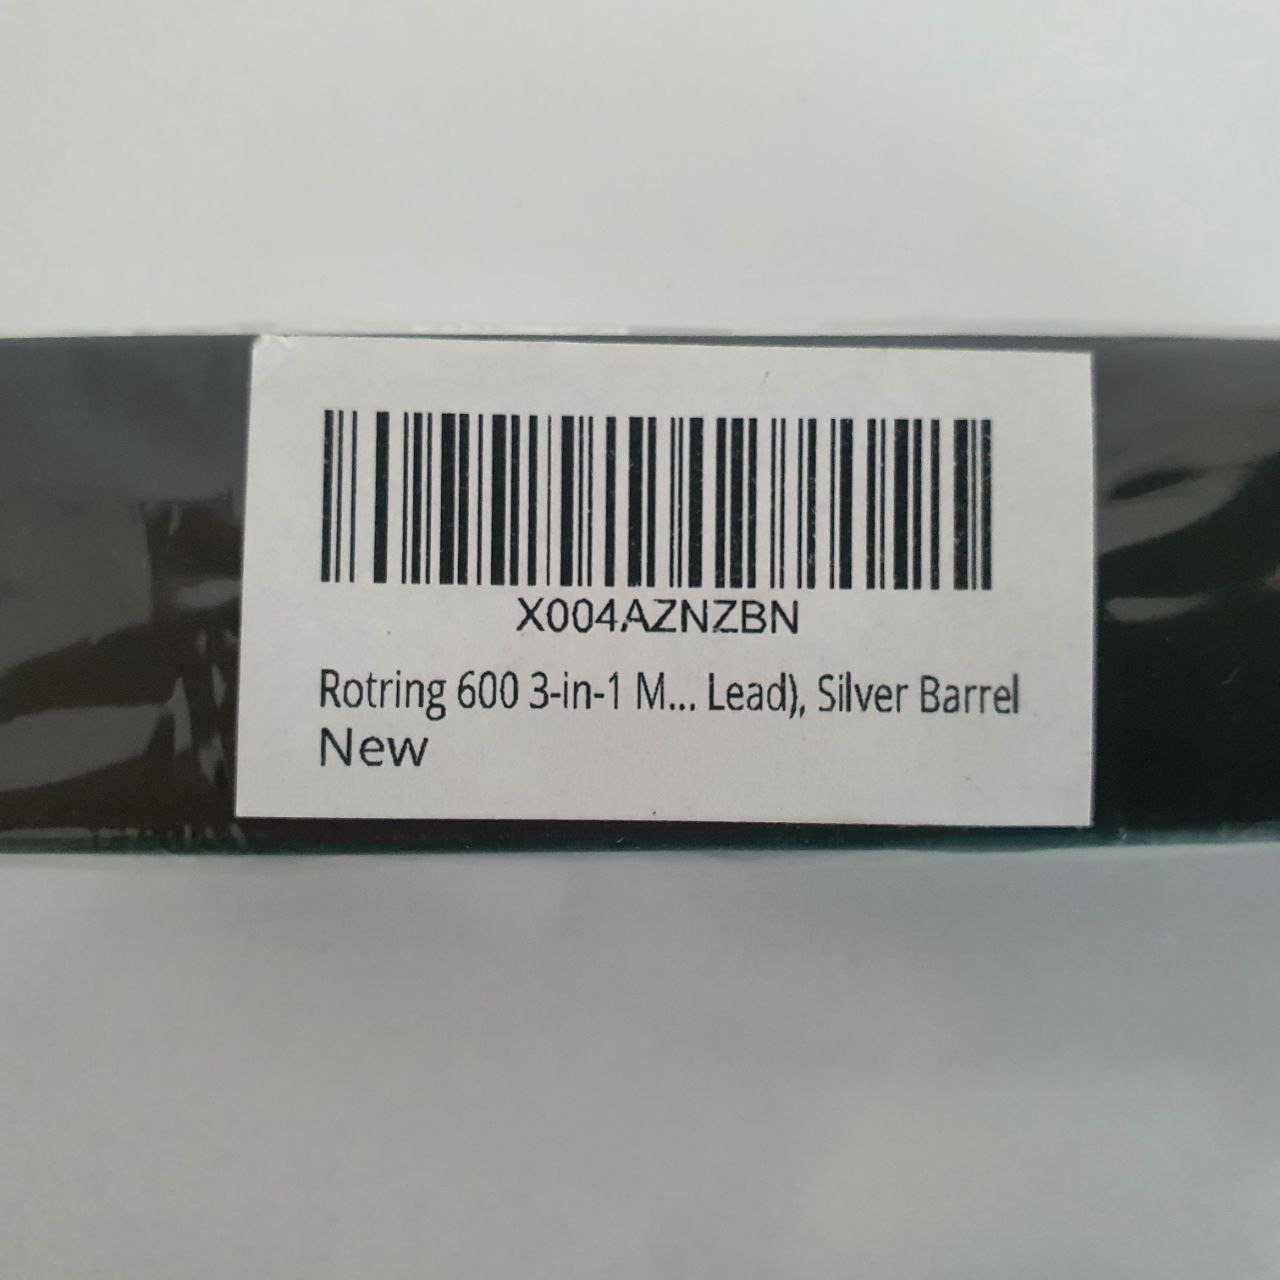 X004AZNZBN
Rotring 600 3-in-1 M... Lead), Silver Barrel
New